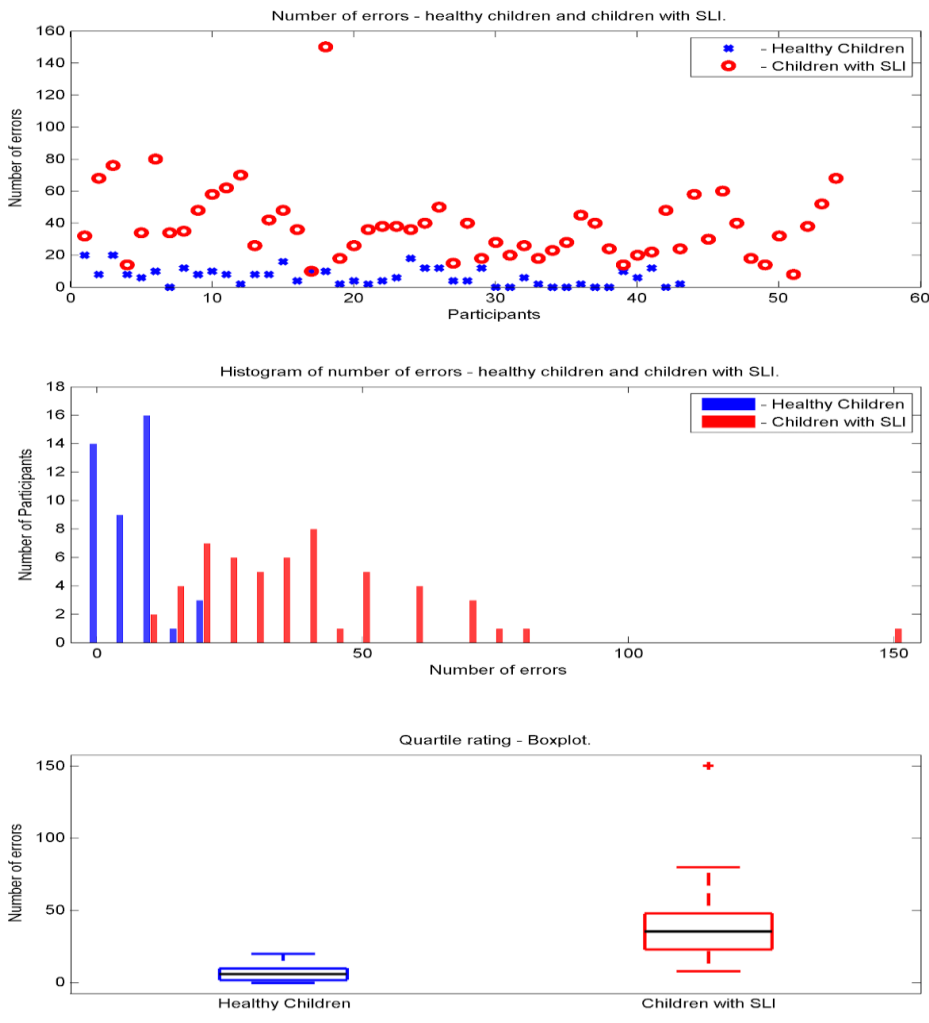 Number of errors - healthy children and children with SLI.
160
140
120
100
80
60
40
20
0
Number of errors
- Healthy Children
- Children with SLI
0 10 20 30 40 50 60
Participants
Histogram of number of errors - healthy children and children with SLI.
18
16
14
12
10
8
6
4
2
0
Number of Participants
- Healthy Children
- Children with SLI
0 50 100 150
Number of errors
Quartile rating - Boxplot.
150
100
50
0
Number of errors
Healthy Children Children with SLI